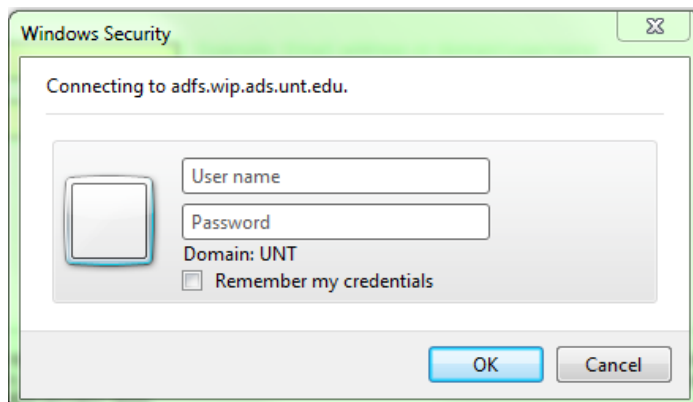 Windows Security
Connecting to adfs.wip.ads.unt.edu.
User name
Password
Domain: UNT
Remember my credentials
OK
Cancel